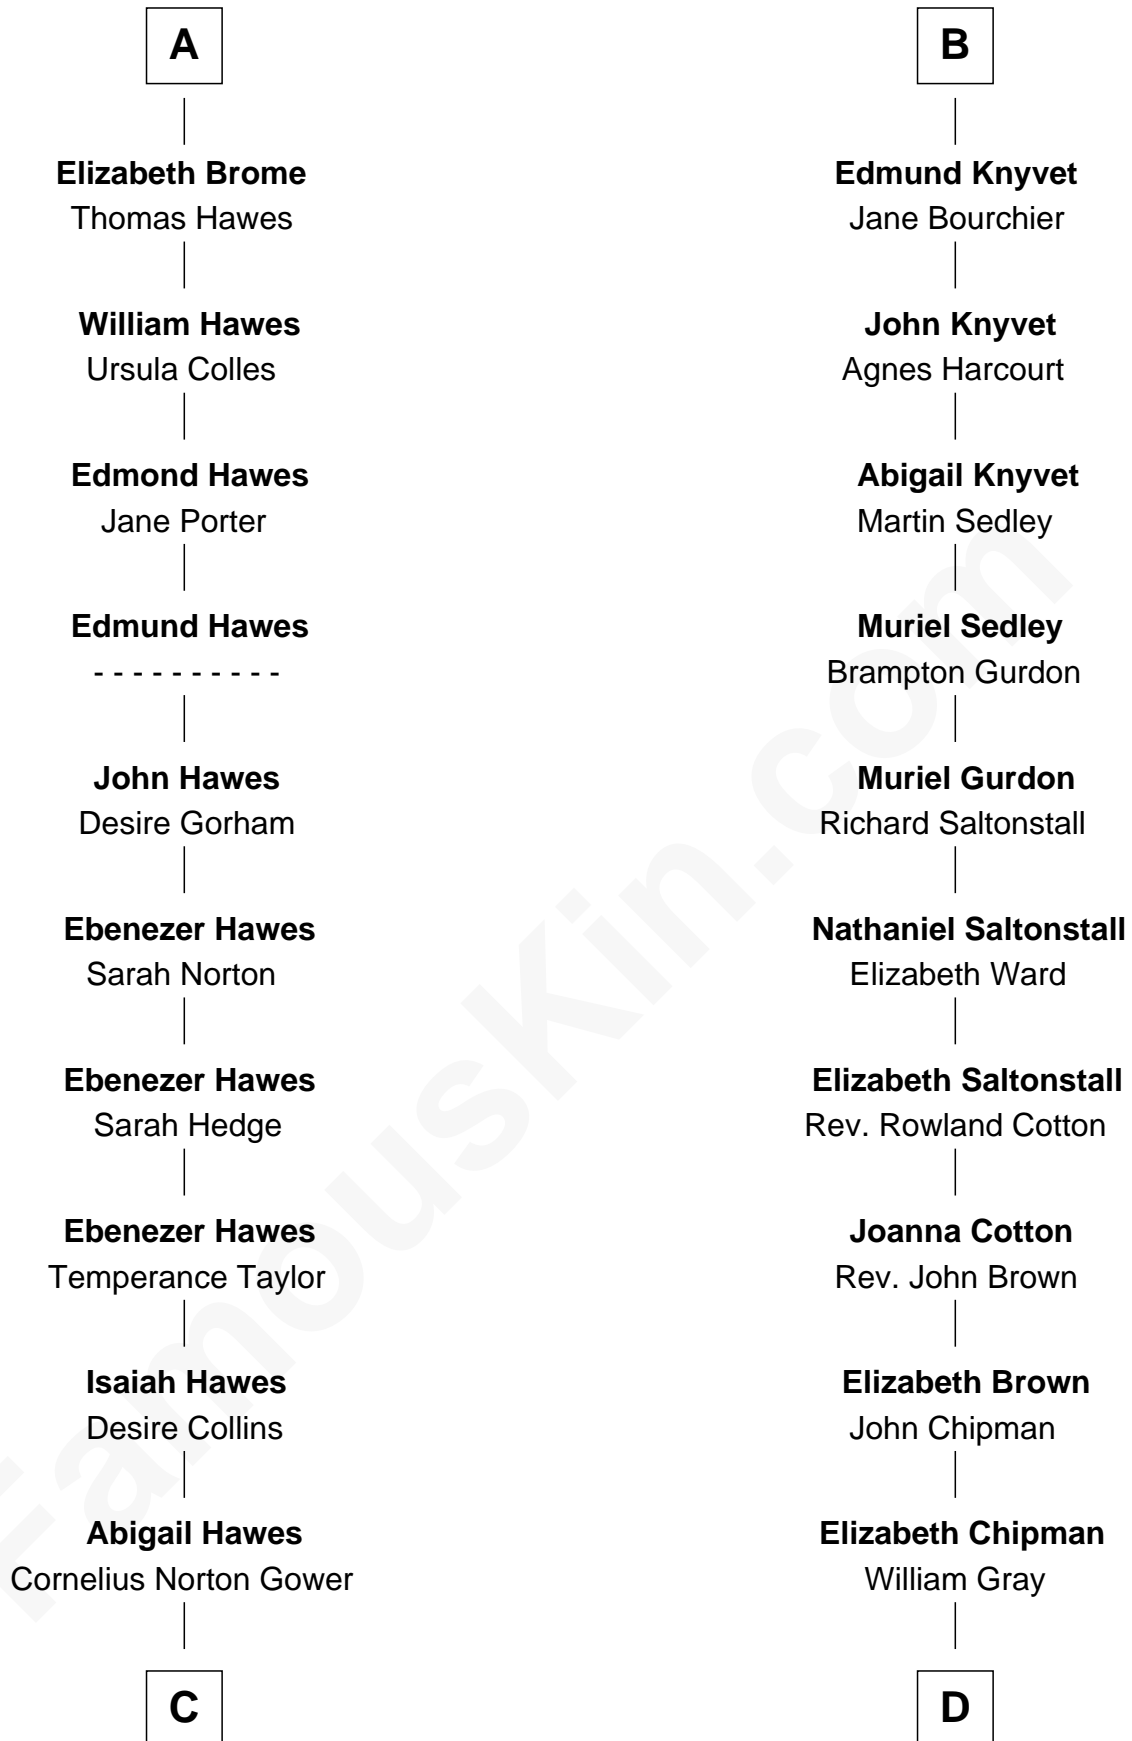 A
Elizabeth Brome
Thomas Hawes
William Hawes
Ursula Colles
Edmond Hawes
Jane Porter
Edmund Hawes
- - - - - - - - - -
John Hawes
Desire Gorham
Ebenezer Hawes
Sarah Norton
Ebenezer Hawes
Sarah Hedge
Ebenezer Hawes
Temperance Taylor
Isaiah Hawes
Desire Collins
Abigail Hawes
Cornelius Norton Gower
C
B
Edmund Knyvet
Jane Bourchier
John Knyvet
Agnes Harcourt
Abigail Knyvet
Martin Sedley
Muriel Sedley
Brampton Gurdon
Muriel Gurdon
Richard Saltonstall
Nathaniel Saltonstall
Elizabeth Ward
Elizabeth Saltonstall
Rev. Rowland Cotton
Joanna Cotton
Rev. John Brown
Elizabeth Brown
John Chipman
Elizabeth Chipman
William Gray
D
FamousKin.com